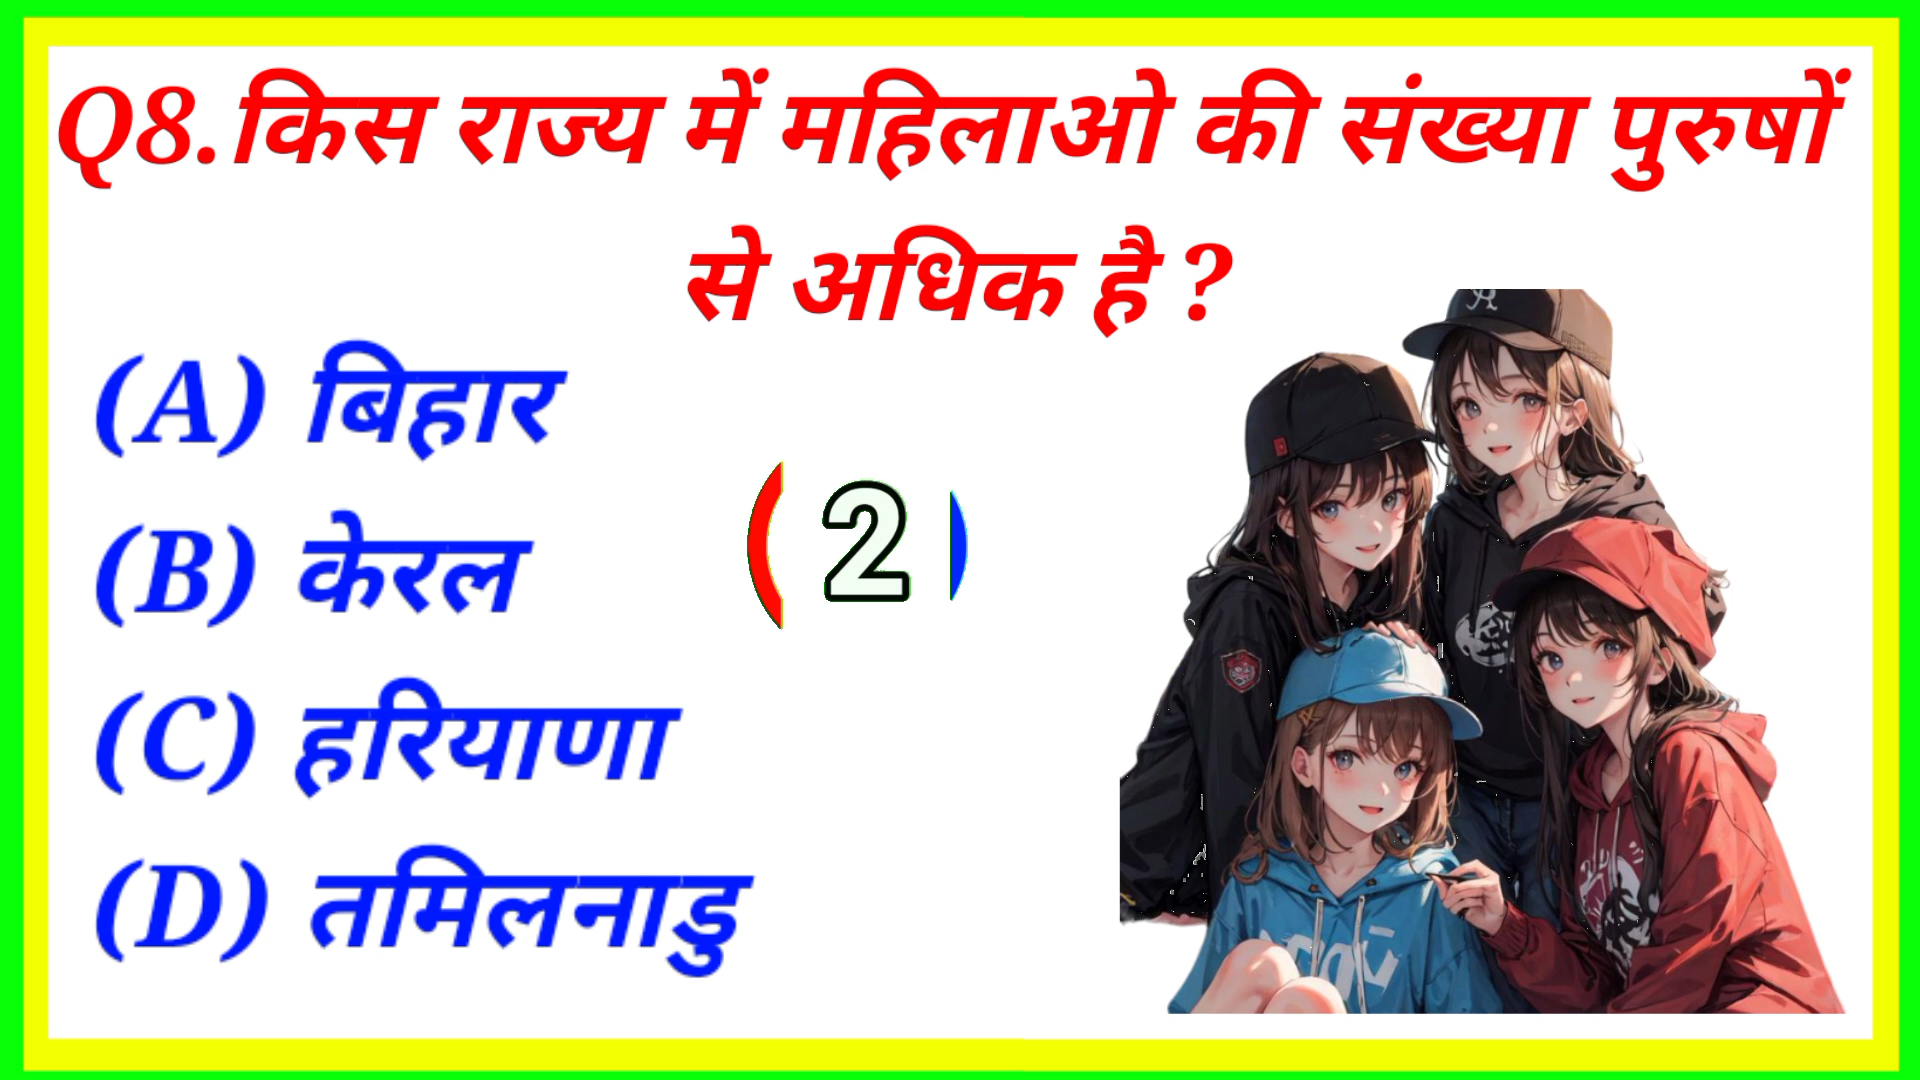 Q8.किस राज्य में महिलाओ की संख्या पुरुषों
से अधिक है ?
(A) बिहार
(B) केरल
(C) हरियाणा
(D) तमिलनाडु
2